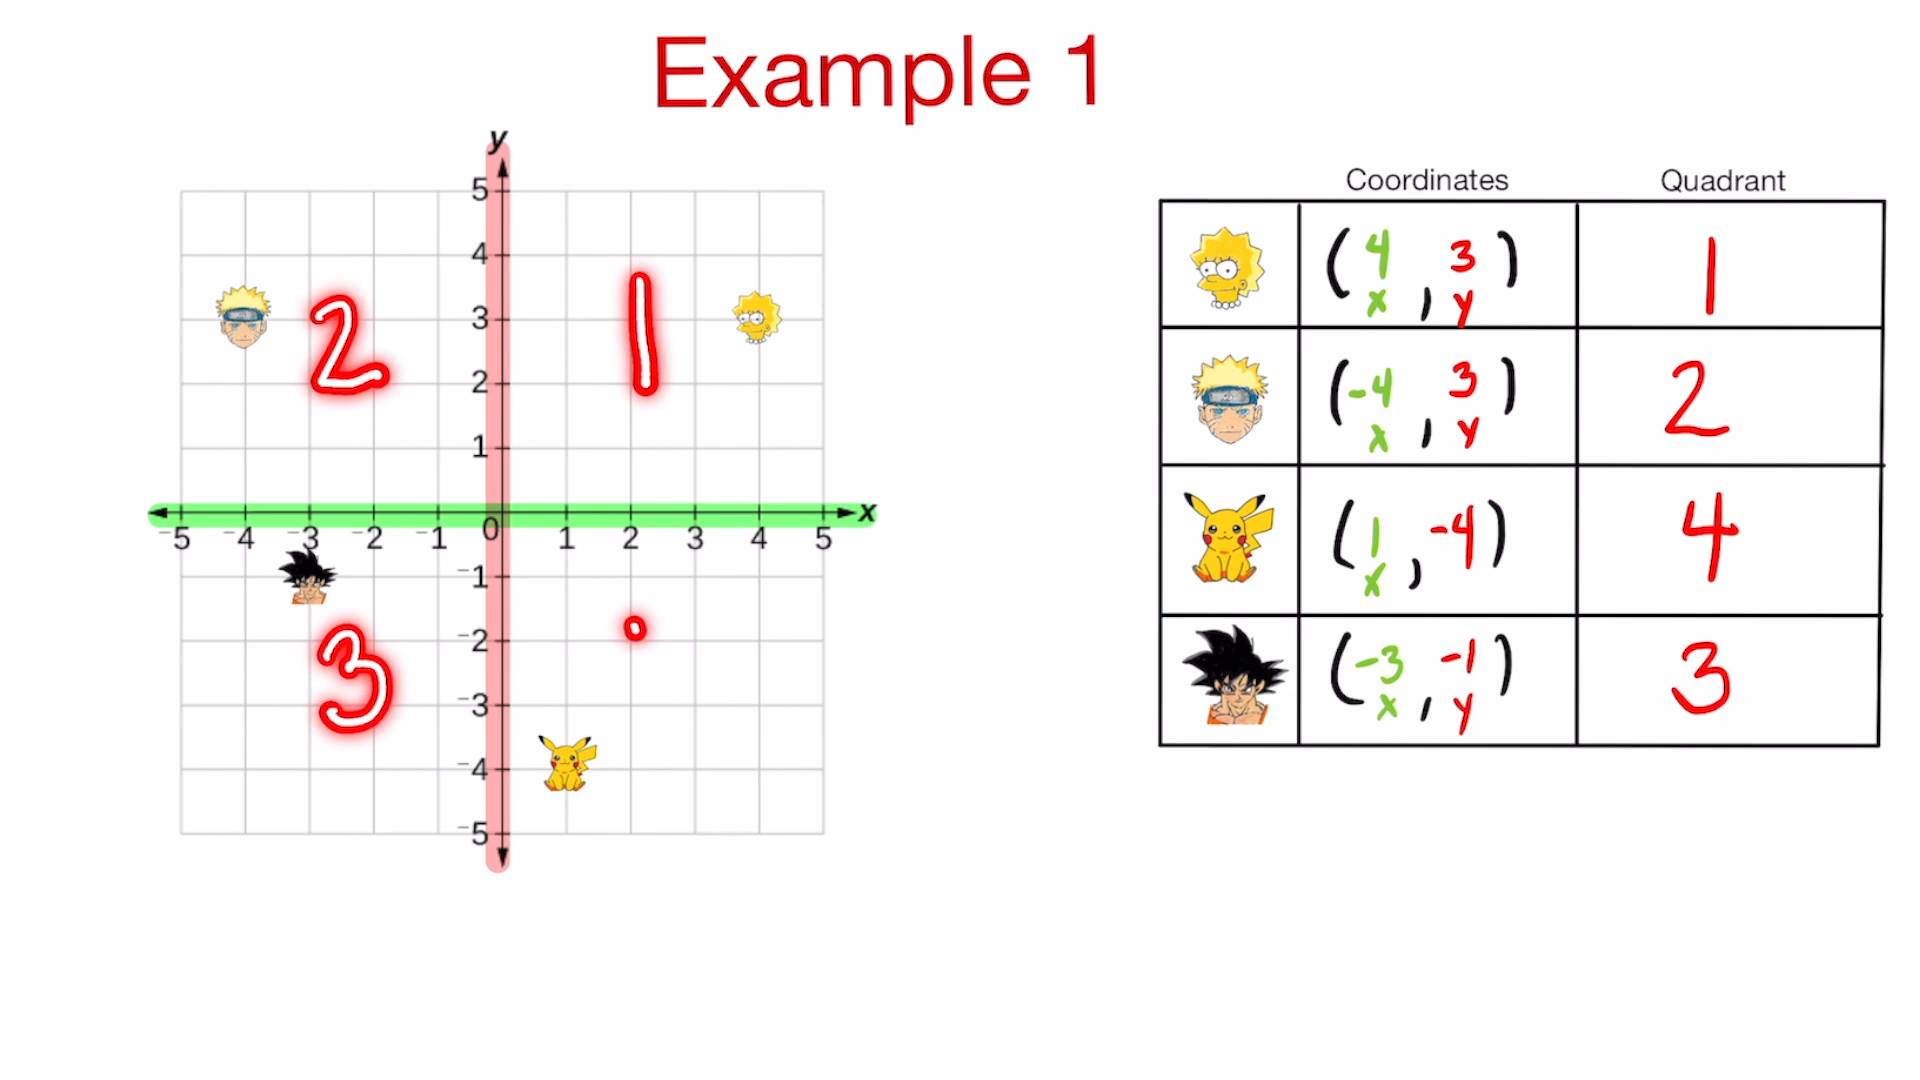 Example 1
y
5
4
3
2
1
0
-5 -4 -3 -2 -1 1 2 3 4 5
x
-1
-2
-3
-4
-5
2
1
3
Coordinates Quadrant
(4, 3) 1
x y
(-4, 3) 2
x y
(1, -4) 4
x
(-3, -1) 3
x y